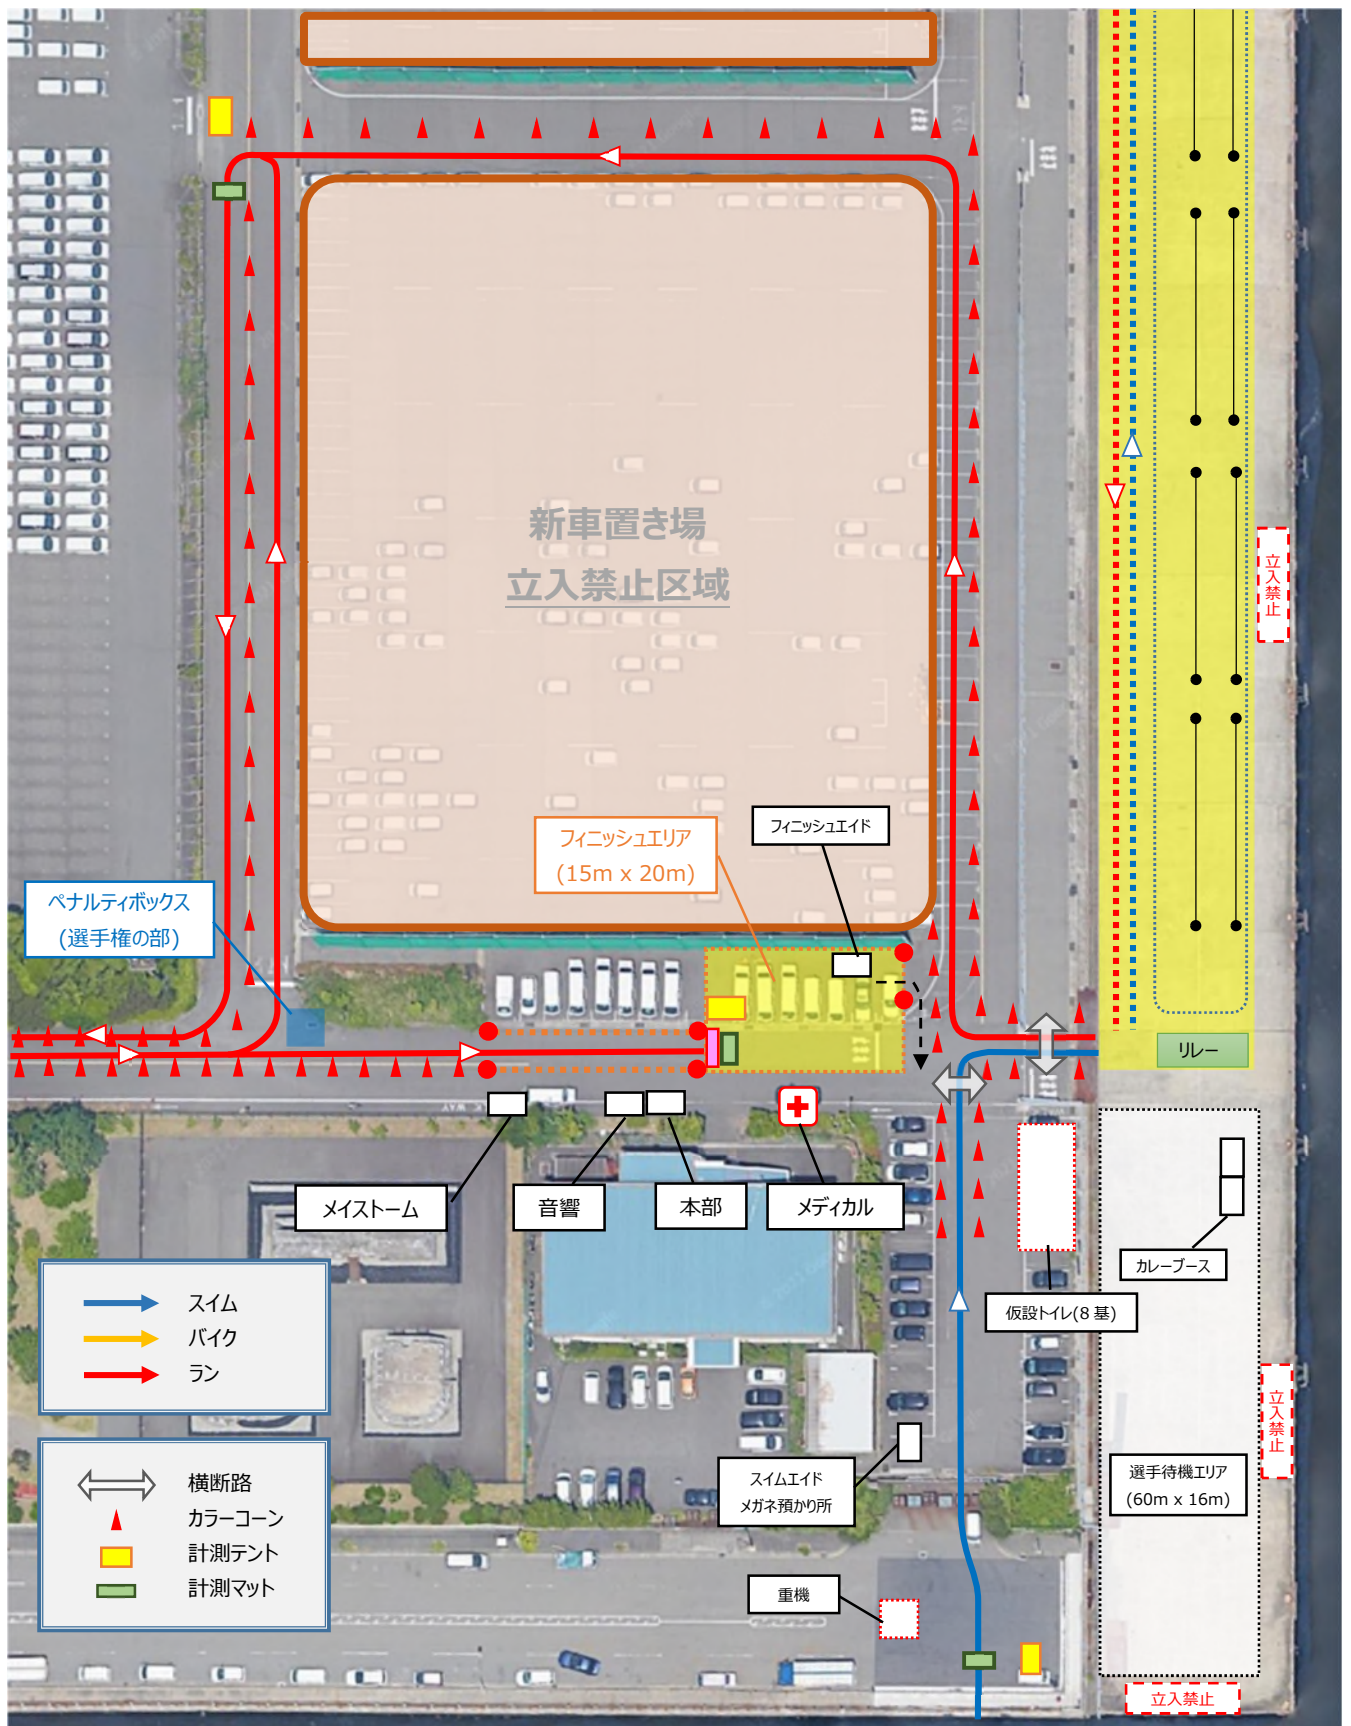 新車置き場
立入禁止区域
立入禁止
フィニッシュエイド
フィニッシュエリア
(15m x 20m)
ペナルティボックス
(選手権の部)
リレー
メイストーム
音響
本部
メディカル
カレーブース
仮設トイレ(8 基)
スイム
バイク
ラン
立入禁止
選手待機エリア
(60m x 16m)
スイムエイド
メガネ預かり所
横断路
カラーコーン
計測テント
計測マット
重機
立入禁止